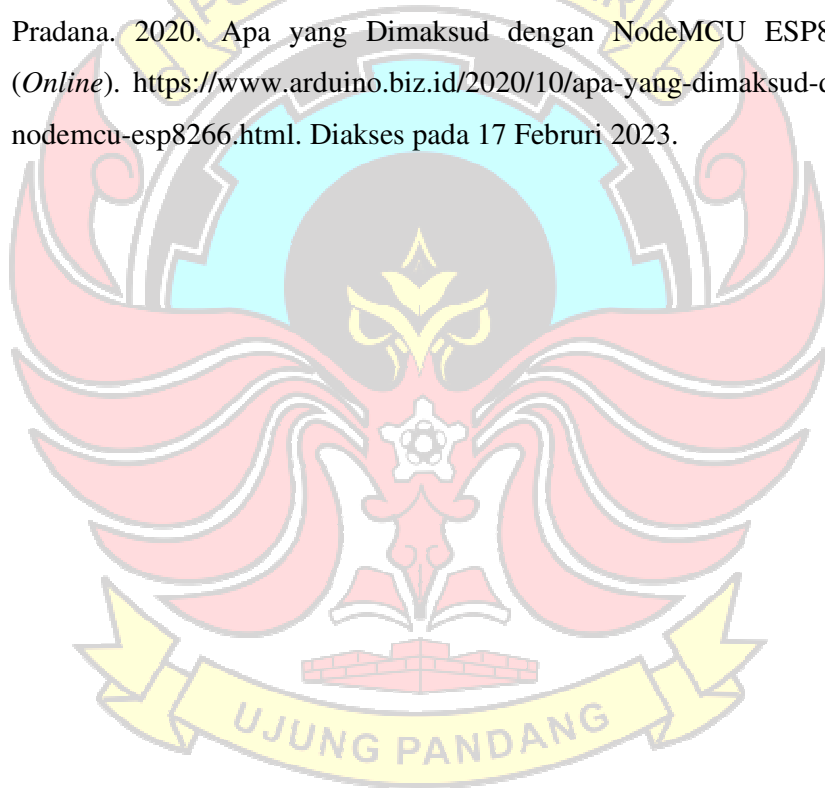 Pradana. 2020. Apa yang Dimaksud dengan NodeMCU
(Online). https://www.arduino.biz.id/2020/10/apa-yang-dimaksud-
nodemcu-esp8266.html. Diakses pada 17 Februri 2023.
UJUNG PANDANG